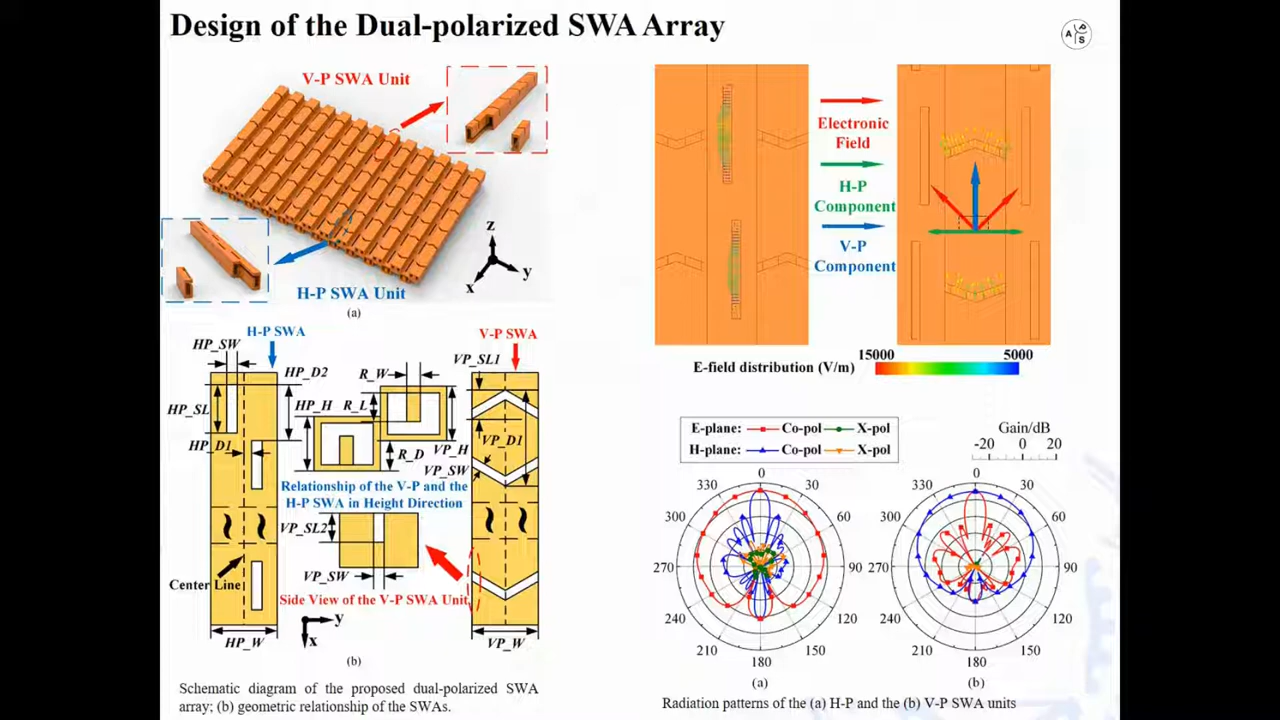 Design of the Dual-polarized SWA Array
A P S
V-P SWA Unit
H-P SWA Unit
z
y
x
(a)
H-P SWA
V-P SWA
HP_SW
VP_SL1
R_W
HP_D2
HP_SL
HP_H
R_L
HP_D1
VP_D1
VP_H
R_D
VP_SW
Relationship of the V-P and the
H-P SWA in Height Direction
VP_SL2
VP_SW
Center Line
Side View of the V-P SWA Unit
y
x
HP_W
VP_W
(b)
Schematic diagram of the proposed dual-polarized SWA
array; (b) geometric relationship of the SWAs.
Electronic
Field
H-P
Component
V-P
Component
15000
5000
E-field distribution (V/m)
E-plane: Co-pol X-pol
H-plane: Co-pol X-pol
Gain/dB
-20 0 20
0
330 30
300 60
270 90
240 120
210 150
180
(a)
0
330 30
300 60
270 90
240 120
210 150
180
(b)
Radiation patterns of the (a) H-P and the (b) V-P SWA units